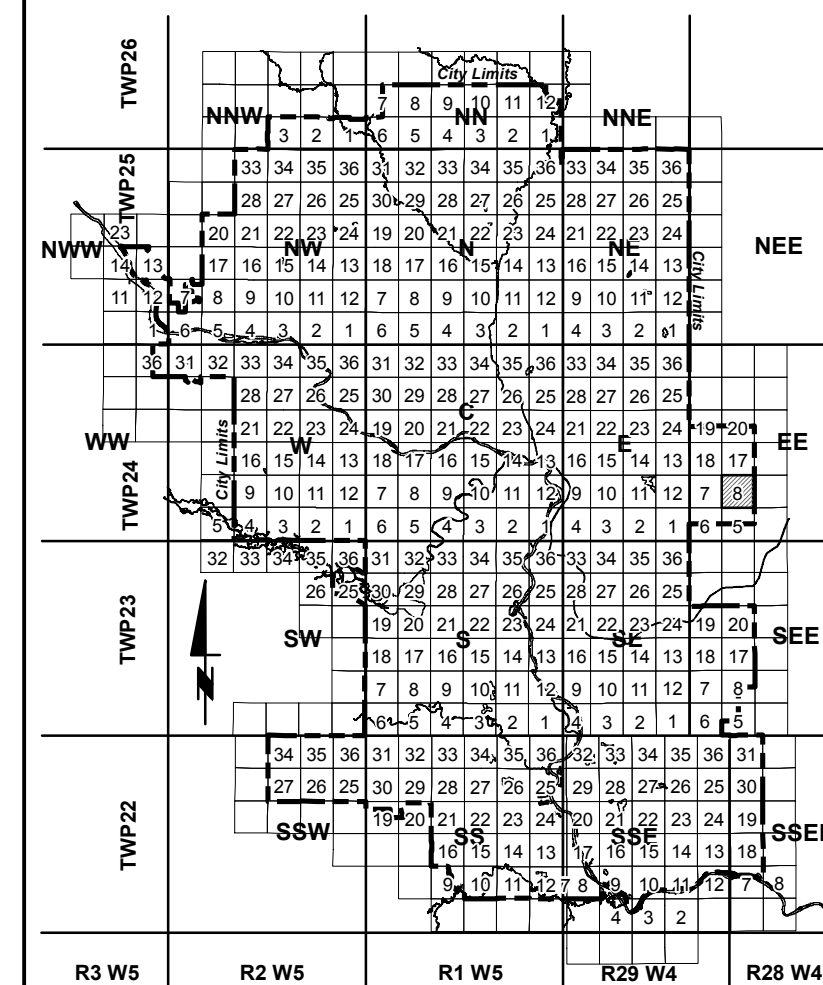 City Limits
TWP26
7 8 9 10 11 12
NNW NN NNE
3 2 1 6 5 4 3 2 1
33 34 35 36 31 32 33 34 35 36 33 34 35 36
TWP25
28 27 26 25 30 29 28 27 26 25 28 27 26 25
23 20 21 22 23 24 19 20 21 22 23 24 21 22 23 24
NWW NW N NE NEE
14 13 17 16 15 14 13 18 17 16 15 14 13 16 15 14 13
City Limits
11 12 7 8 9 10 11 12 7 8 9 10 11 12 9 10 11 12
1 6 5 4 3 2 1 6 5 4 3 2 1 4 3 2 1
36 31 32 33 34 35 36 31 32 33 34 35 36 33 34 35 36
28 27 26 25 30 29 28 27 26 25 28 27 26 25
C
21 22 23 24 19 20 21 22 23 24 21 22 23 24 19 20
WW City Limits W E EE
16 15 14 13 18 17 16 15 14 13 16 15 14 13 18 17
TWP24
9 10 11 12 7 8 9 10 11 12 9 10 11 12 7 8
5 4 3 2 1 6 5 4 3 2 1 4 3 2 1 6 5
32 33 34 35 36 31 32 33 34 35 36 33 34 35 36
26 25 30 29 28 27 26 25 28 27 26 25
TWP23
19 20 21 22 23 24 21 22 23 24 19 20
SW S SE SEE
18 17 16 15 14 13 16 15 14 13 18 17
N
7 8 9 10 11 12 9 10 11 12 7 8
6 5 4 3 2 1 4 3 2 1 6 5
34 35 36 31 32 33 34 35 36 32 33 34 35 36 31
27 26 25 30 29 28 27 26 25 29 28 27 26 25 30
19 20 21 22 23 24 20 21 22 23 24 19
TWP22
SSW SS SSE
16 15 14 13 17 16 15 14 13 18
9 10 11 12 7 8 9 10 11 12 7 8
4 3 2
R3 W5 R2 W5 R1 W5 R29 W4 R28 W4